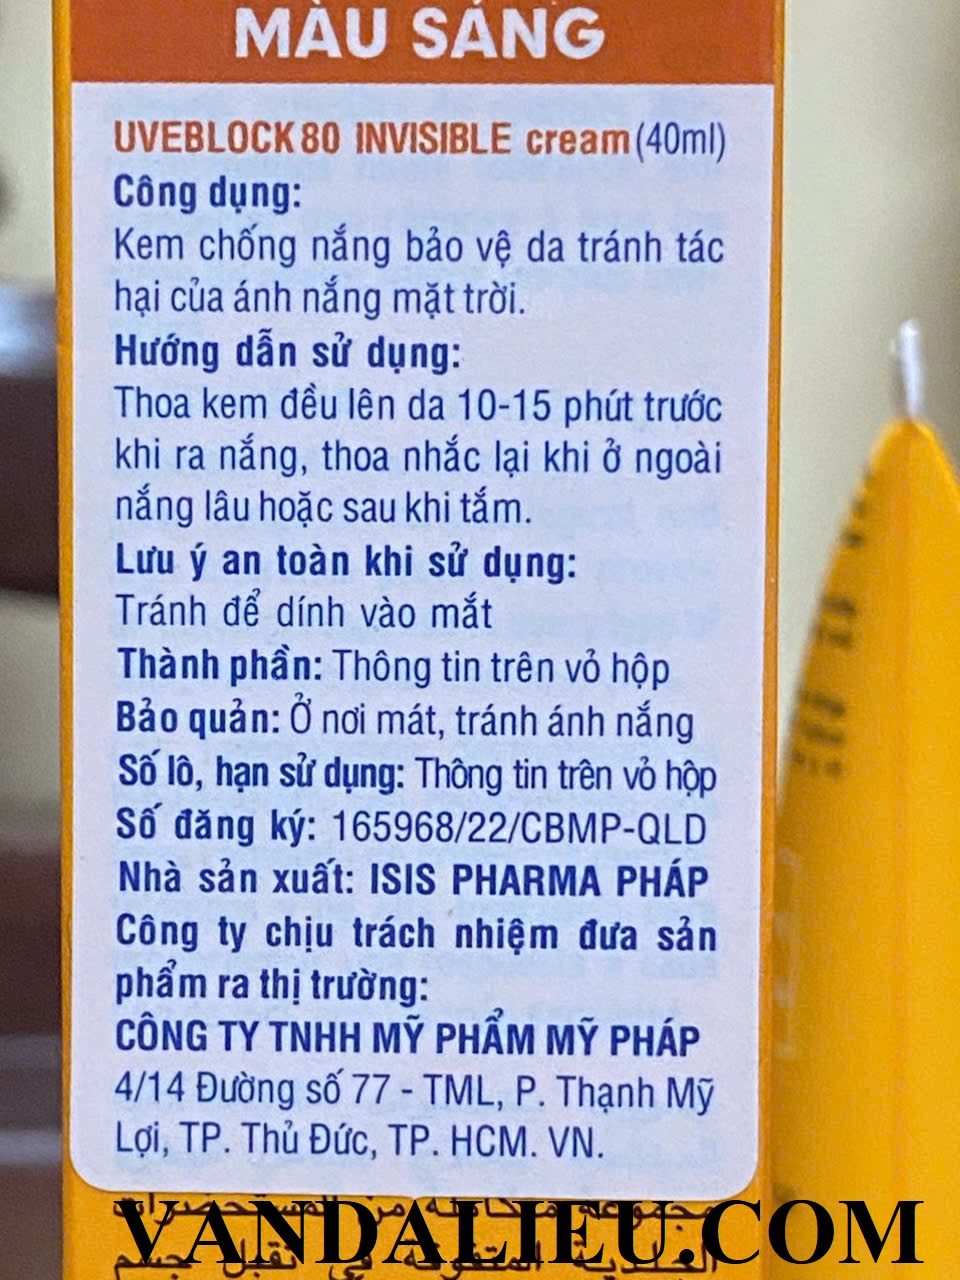 MÀU SÁNG
UVEBLOCK 80 INVISIBLE cream (40ml)
Công dụng:
Kem chống nắng bảo vệ da tránh tác
hại của ánh nắng mặt trời.
Hướng dẫn sử dụng:
Thoa kem đều lên da 10-15 phút trước
khi ra nắng, thoa nhắc lại khi ở ngoài
nắng lâu hoặc sau khi tắm.
Lưu ý an toàn khi sử dụng:
Tránh để dính vào mắt
Thành phần: Thông tin trên vỏ hộp
Bảo quản: Ở nơi mát, tránh ánh nắng
Số lô, hạn sử dụng: Thông tin trên vỏ hộp
Số đăng ký: 165968/22/CBMP-QLD
Nhà sản xuất: ISIS PHARMA PHÁP
Công ty chịu trách nhiệm đưa sản
phẩm ra thị trường:
CÔNG TY TNHH MỸ PHẨM MỸ PHÁP
4/14 Đường số 77 - TML, P. Thạnh Mỹ
Lợi, TP. Thủ Đức, TP. HCM. VN.
VANDALIEU.COM